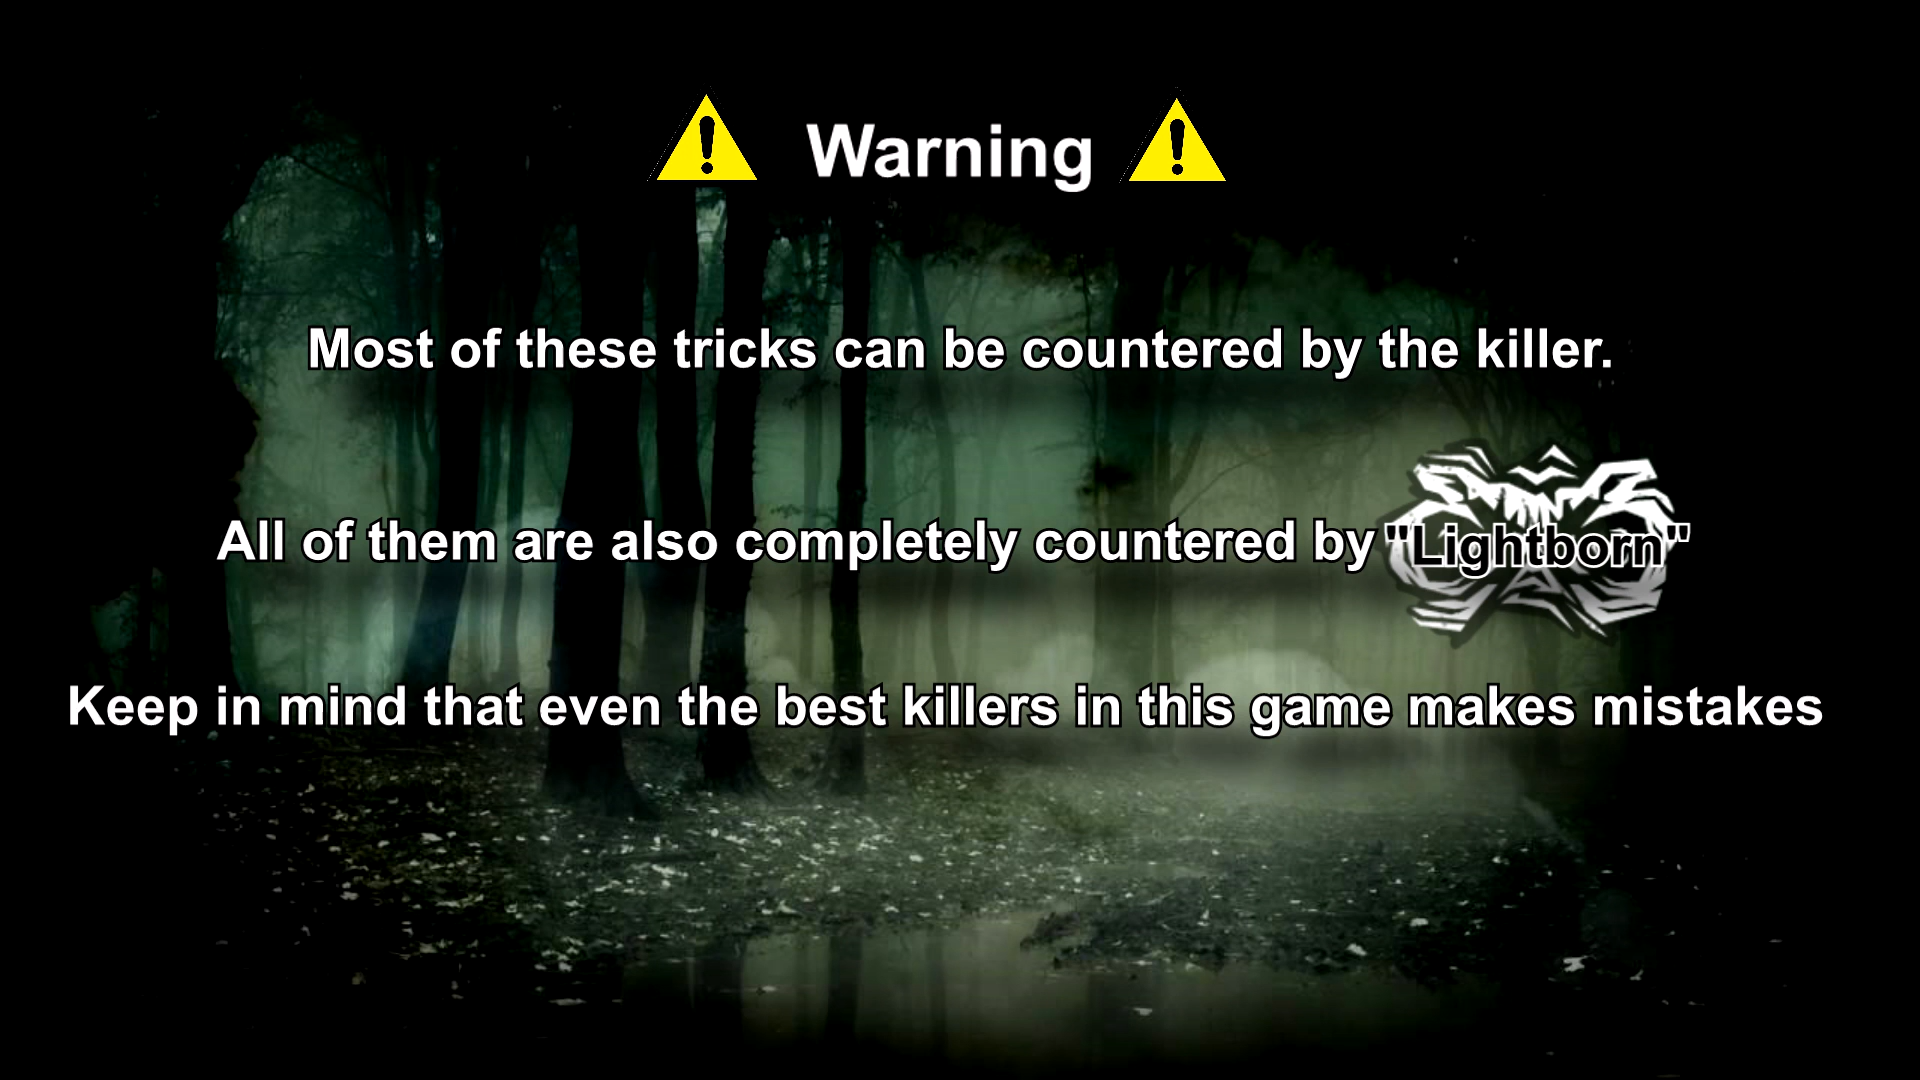 Warning
Most of these tricks can be countered by the killer.
All of them are also completely countered by "Lightborn"
Keep in mind that even the best killers in this game makes mistakes